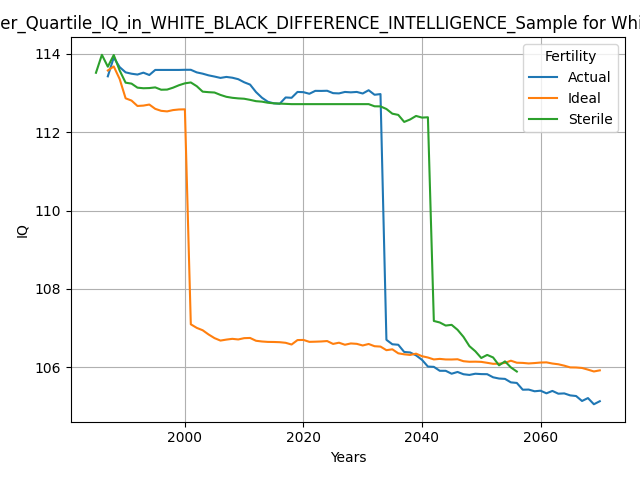 er_Quartile_IQ_in_WHITE_BLACK_DIFFERENCE_INTELLIGENCE_Sample for Whi
114
112
110
108
106
IQ
Fertility
Actual
Ideal
Sterile
2000 2020 2040 2060
Years